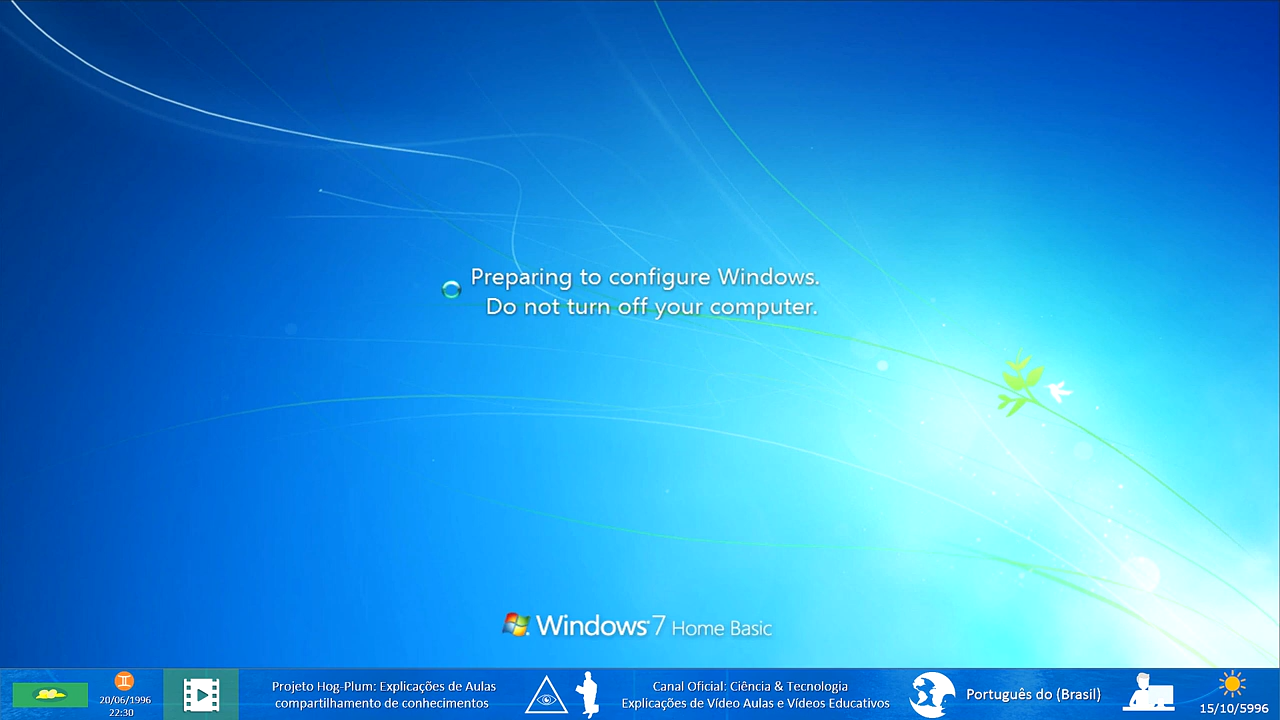 Preparing to configure Windows.
Do not turn off your computer.
Windows 7 Home Basic
20/06/1996
22:30
Projeto Hog-Plum: Explicações de Aulas
compartilhamento de conhecimentos
Canal Oficial: Ciência & Tecnologia
Explicações de Vídeo Aulas e Vídeos Educativos
Português do (Brasil)
15/10/5996